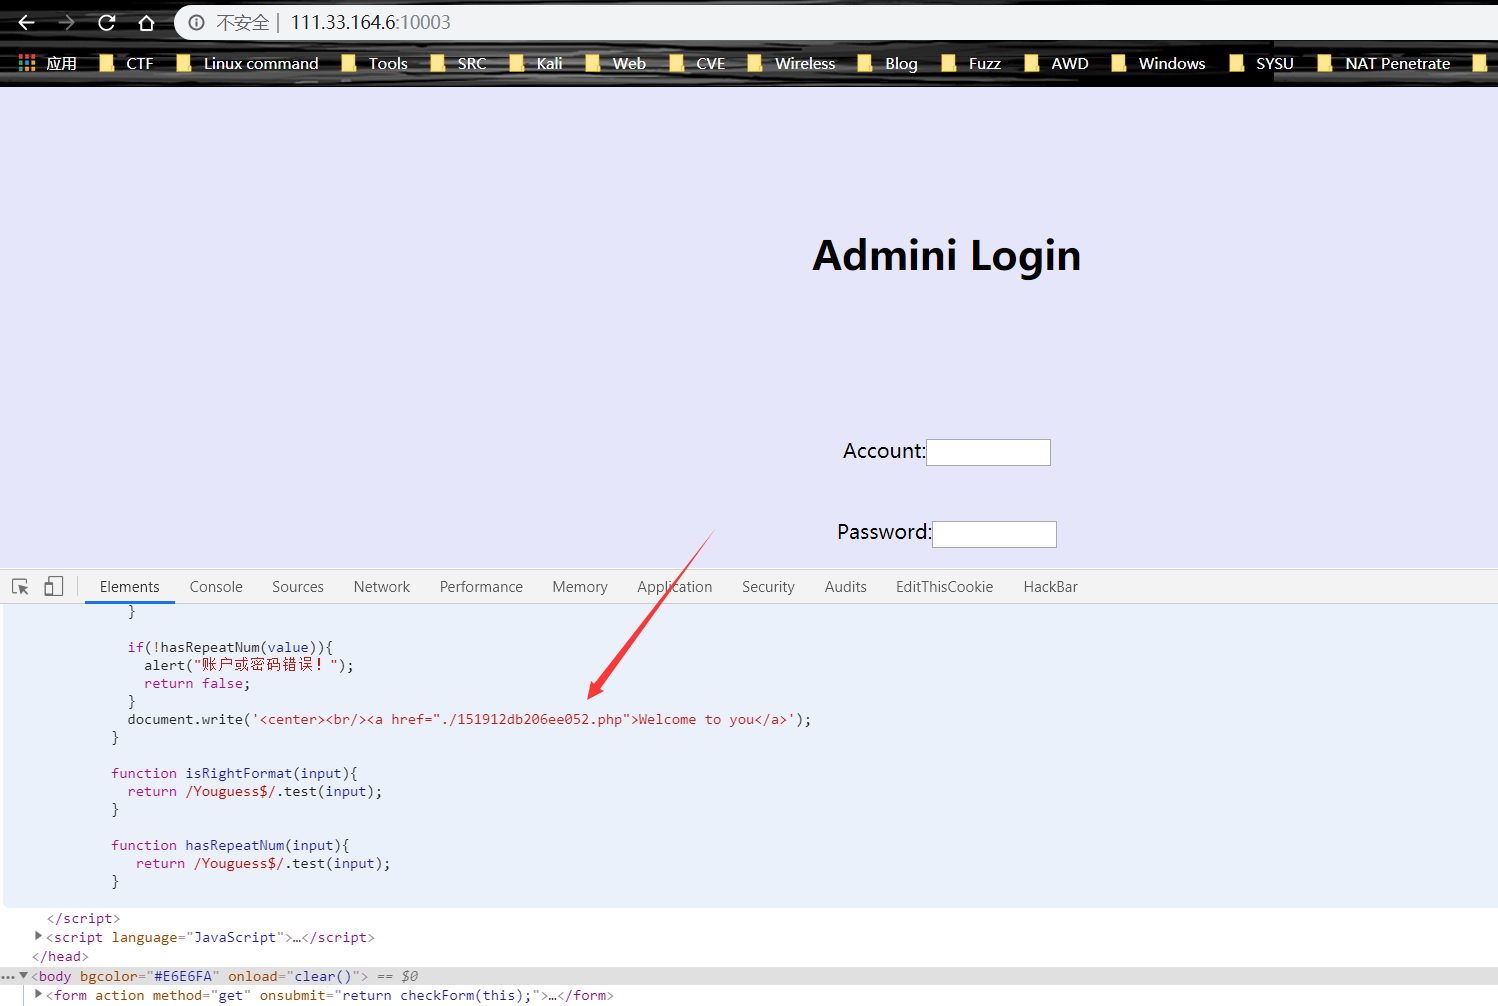 不安全 | 111.33.164.6:10003
应用 CTF Linux command Tools SRC Kali Web CVE Wireless Blog Fuzz AWD Windows SYSU NAT Penetrate
Admini Login
Account:
Password:
Elements Console Sources Network Performance Memory Application Security Audits EditThisCookie HackBar
}
if(!hasRepeatNum(value)){
alert("账户或密码错误！");
return false;
}
document.write('<center><br/><a href="./151912db206ee052.php">Welcome to you</a>');
}
function isRightFormat(input){
return /Youguess$/.test(input);
}
function hasRepeatNum(input){
return /Youguess$/.test(input);
}
</script>
<script language="JavaScript">…</script>
</head>
<body bgcolor="#E6E6FA" onload="clear()"> == $0
<form action method="get" onsubmit="return checkForm(this);">…</form>